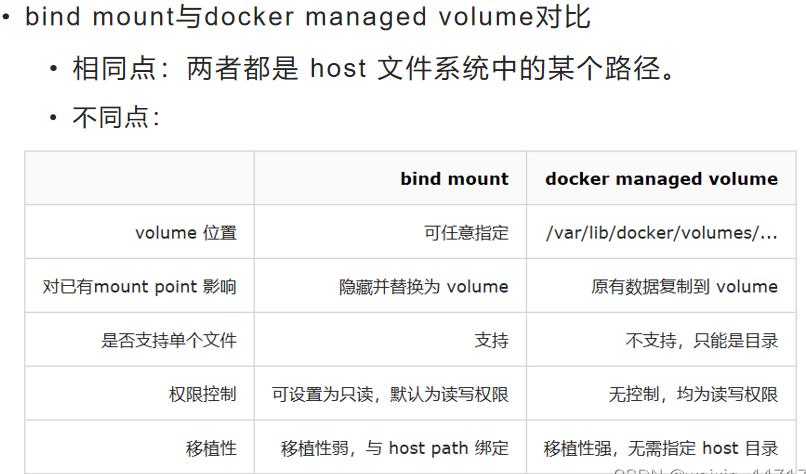 • bind mount与docker managed volume对比
• 相同点：两者都是 host 文件系统中的某个路径。
• 不同点：
bind mount docker managed volume
volume 位置 可任意指定 /var/lib/docker/volumes/...
对已有mount point 影响 隐藏并替换为 volume 原有数据复制到 volume
是否支持单个文件 支持 不支持，只能是目录
权限控制 可设置为只读，默认为读写权限 无控制，均为读写权限
移植性 移植性弱，与 host path 绑定 移植性强，无需指定 host 目录